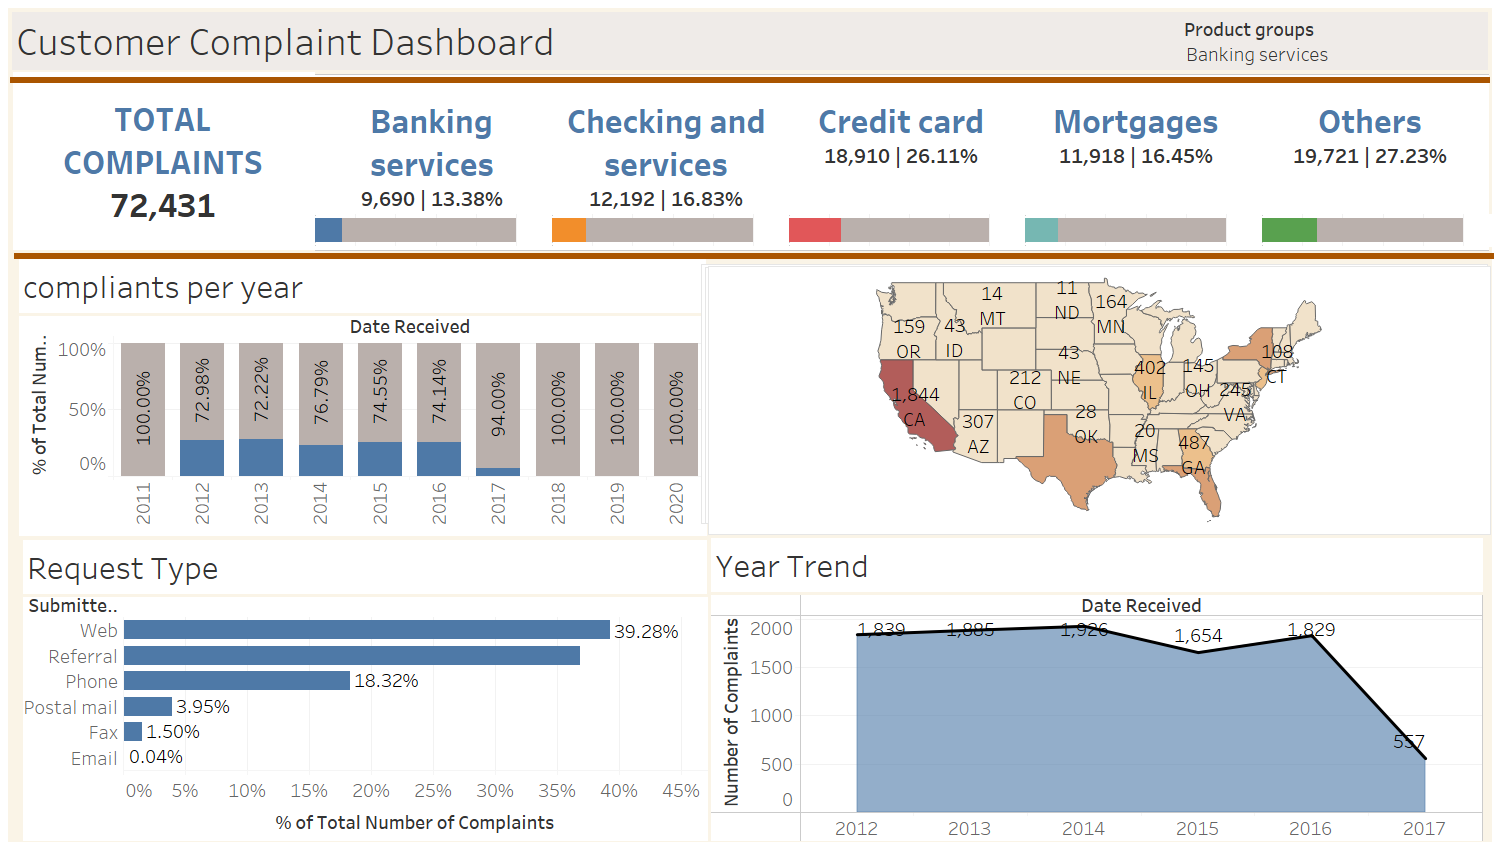 Customer Complaint Dashboard
Product groups
Banking services
TOTAL
COMPLAINTS
72,431
Banking
services
9,690 | 13.38%
Checking and
services
12,192 | 16.83%
Credit card
18,910 | 26.11%
Mortgages
11,918 | 16.45%
Others
19,721 | 27.23%
compliants per year
Date Received
% of Total Num..
100%
50%
0%
100.00%
72.98%
72.22%
76.79%
74.55%
74.14%
94.00%
100.00%
100.00%
100.00%
2011
2012
2013
2014
2015
2016
2017
2018
2019
2020
159
OR
43
ID
14
MT
11
ND
164
MN
1,844
CA
307
AZ
212
CO
43
NE
28
OK
20
MS
402
IL
145
OH
487
GA
245
VA
108
CT
Request Type
Submitte..
Web
39.28%
Referral
Phone
18.32%
Postal mail
3.95%
Fax
1.50%
Email
0.04%
0% 5% 10% 15% 20% 25% 30% 35% 40% 45%
% of Total Number of Complaints
Year Trend
Date Received
Number of Complaints
2000
1500
1000
500
0
1,839
1,885
1,926
1,654
1,829
557
2012 2013 2014 2015 2016 2017